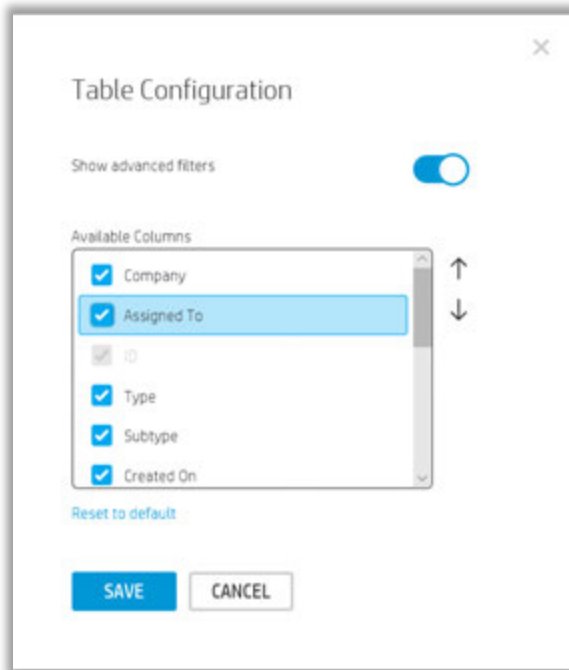 Table Configuration
Show advanced filters
Available Columns
Company
Assigned To
ID
Type
Subtype
Created On
Reset to default
SAVE CANCEL